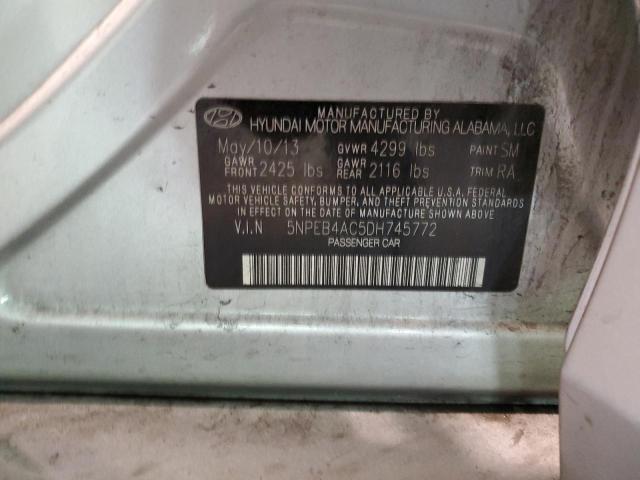 MANUFACTURED BY
HYUNDAI MOTOR MANUFACTURING ALABAMA, LLC
May/10/13 GVWR 4299 lbs PAINT SM
GAWR FRONT 2425 lbs GAWR REAR 2116 lbs TRIM RA
THIS VEHICLE CONFORMS TO ALL APPLICABLE U.S.A. FEDERAL
MOTOR VEHICLE SAFETY, BUMPER, AND THEFT PREVENTION STANDARDS
IN EFFECT ON THE DATE OF MANUFACTURE SHOWN ABOVE.
V.I.N 5NPEB4AC5DH745772
PASSENGER CAR